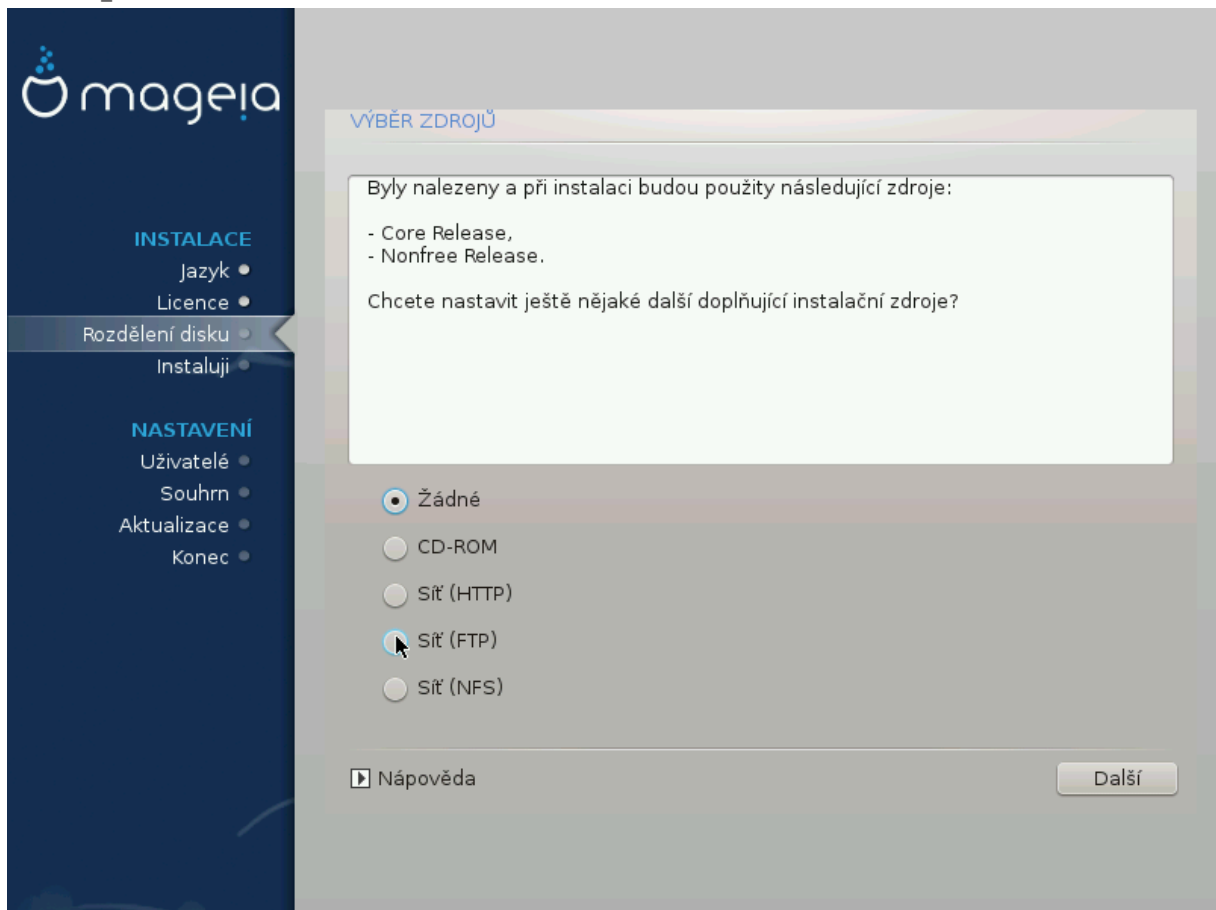 mageia
INSTALACE
Jazyk
Licence
Rozdělení disku
Instaluji
NASTAVENÍ
Uživatelé
Souhrn
Aktualizace
Konec
VÝBĚR ZDROJŮ
Byly nalezeny a při instalaci budou použity následující zdroje:
- Core Release,
- Nonfree Release.
Chcete nastavit ještě nějaké další doplňující instalační zdroje?
Žádné
CD-ROM
Síť (HTTP)
Síť (FTP)
Síť (NFS)
Nápověda
Další